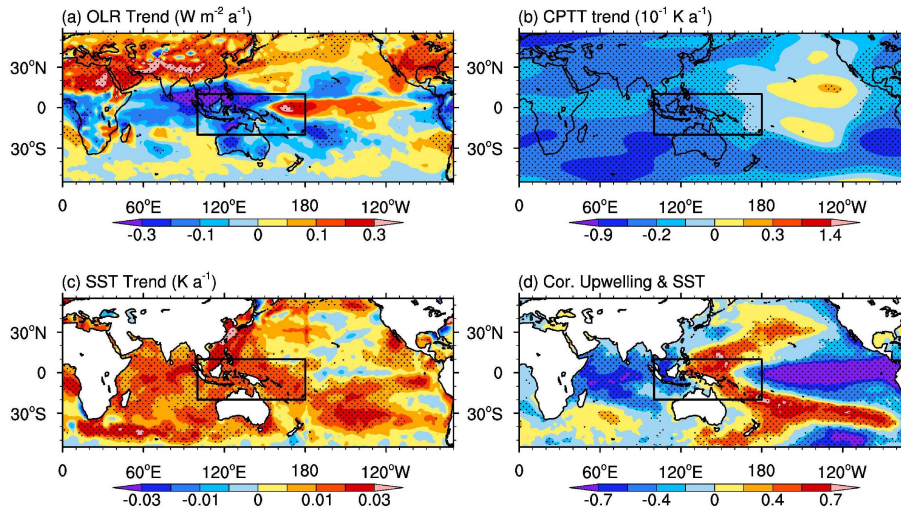 (a) OLR Trend (W m⁻² a⁻¹)
30°N
0
30°S
0 60°E 120°E 180 120°W
-0.3 -0.1 0 0.1 0.3
(b) CPTT trend (10⁻¹ K a⁻¹)
30°N
0
30°S
0 60°E 120°E 180 120°W
-0.9 -0.2 0 0.3 1.4
(c) SST Trend (K a⁻¹)
30°N
0
30°S
0 60°E 120°E 180 120°W
-0.03 -0.01 0 0.01 0.03
(d) Cor. Upwelling & SST
30°N
0
30°S
0 60°E 120°E 180 120°W
-0.7 -0.4 0 0.4 0.7